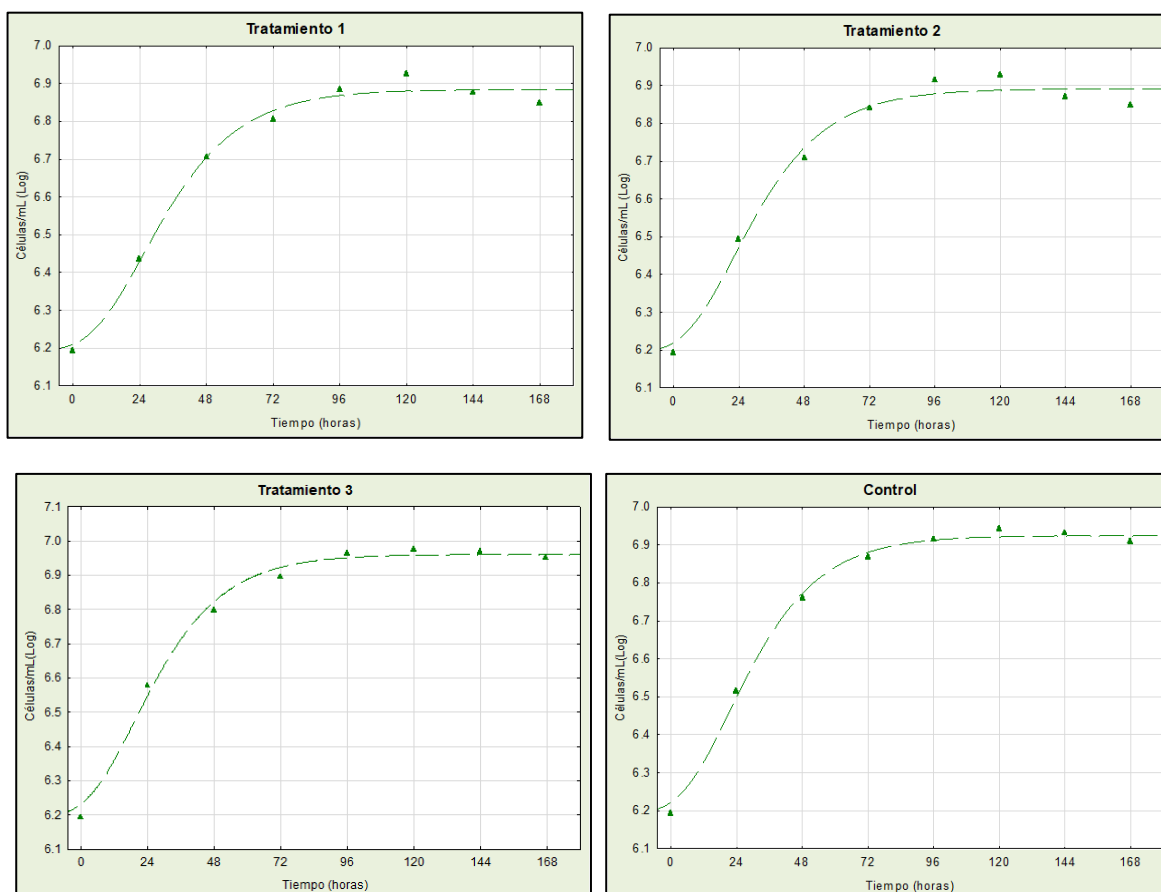 Tratamiento 1
7.0
6.9
6.8
6.7
6.6
6.5
6.4
6.3
6.2
6.1
Células/mL (Log)
0 24 48 72 96 120 144 168
Tiempo (horas)
Tratamiento 2
7.0
6.9
6.8
6.7
6.6
6.5
6.4
6.3
6.2
6.1
Células/mL (Log)
0 24 48 72 96 120 144 168
Tiempo (horas)
Tratamiento 3
7.1
7.0
6.9
6.8
6.7
6.6
6.5
6.4
6.3
6.2
6.1
Células/mL(Log)
0 24 48 72 96 120 144 168
Tiempo (horas)
Control
7.0
6.9
6.8
6.7
6.6
6.5
6.4
6.3
6.2
6.1
Células/mL(Log)
0 24 48 72 96 120 144 168
Tiempo (horas)